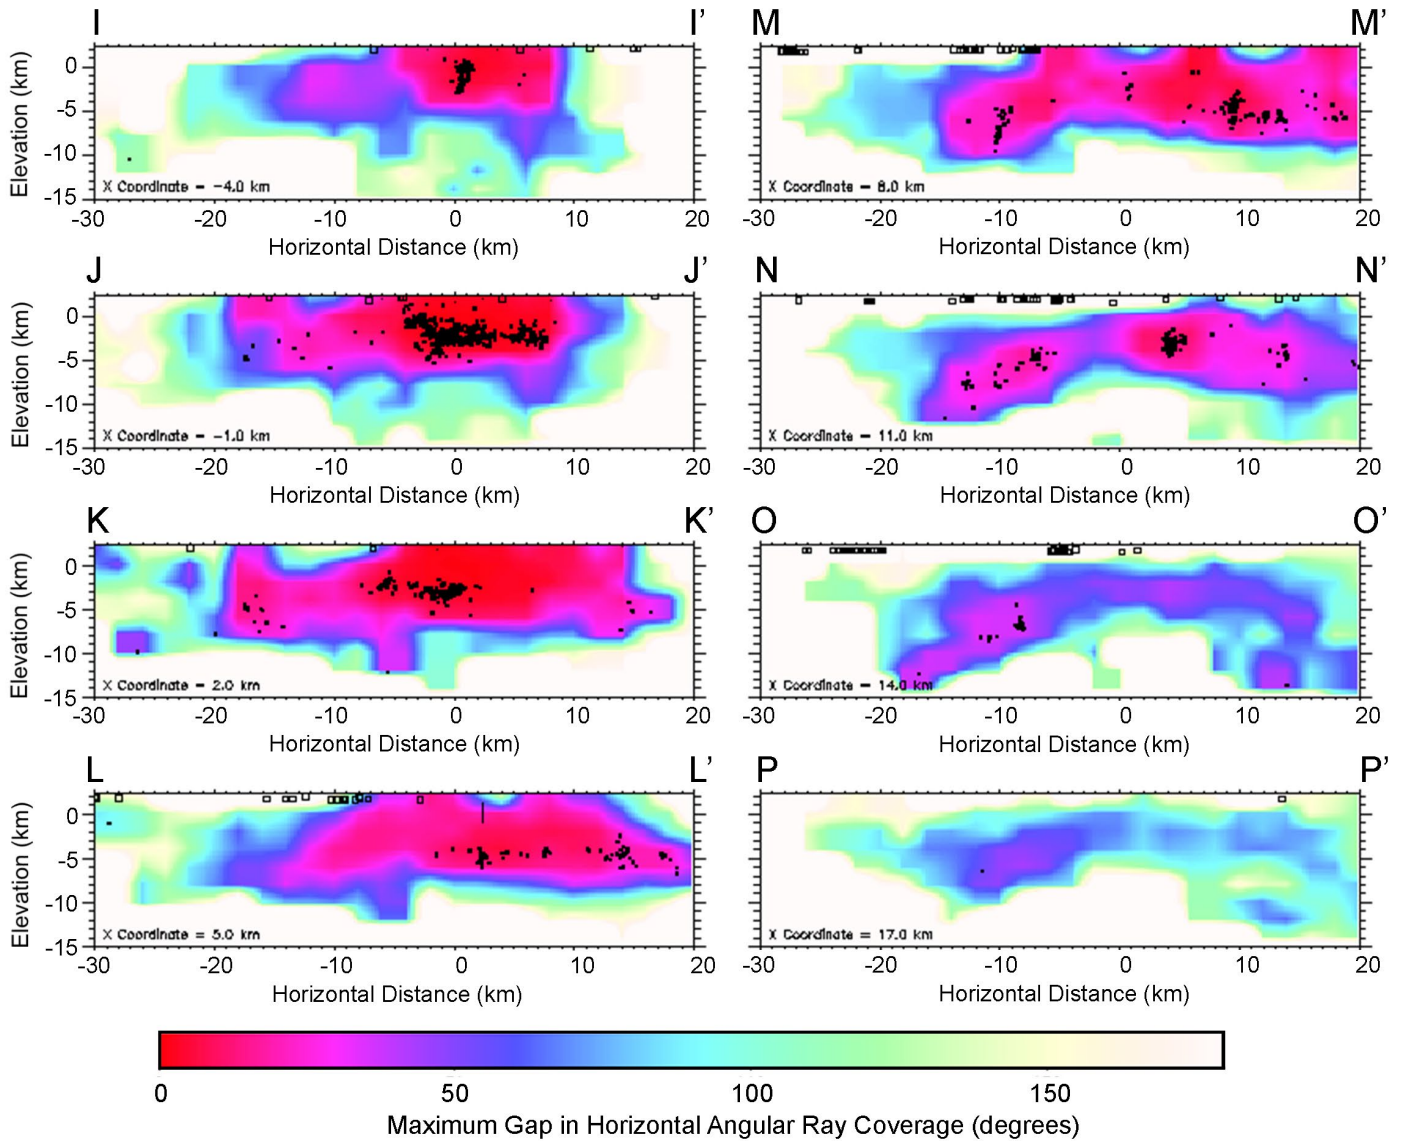 I I’ M M’
Elevation (km)
0
-5
-10
-15
X Coordinate = -4.0 km X Coordinate = 8.0 km
-30 -20 -10 0 10 20 -30 -20 -10 0 10 20
Horizontal Distance (km) Horizontal Distance (km)
J J’ N N’
Elevation (km)
0
-5
-10
-15
X Coordinate = -1.0 km X Coordinate = 11.0 km
-30 -20 -10 0 10 20 -30 -20 -10 0 10 20
Horizontal Distance (km) Horizontal Distance (km)
K K’ O O’
Elevation (km)
0
-5
-10
-15
X Coordinate = 2.0 km X Coordinate = 14.0 km
-30 -20 -10 0 10 20 -30 -20 -10 0 10 20
Horizontal Distance (km) Horizontal Distance (km)
L L’ P P’
Elevation (km)
0
-5
-10
-15
X Coordinate = 5.0 km X Coordinate = 17.0 km
-30 -20 -10 0 10 20 -30 -20 -10 0 10 20
Horizontal Distance (km) Horizontal Distance (km)
0 50 100 150
Maximum Gap in Horizontal Angular Ray Coverage (degrees)